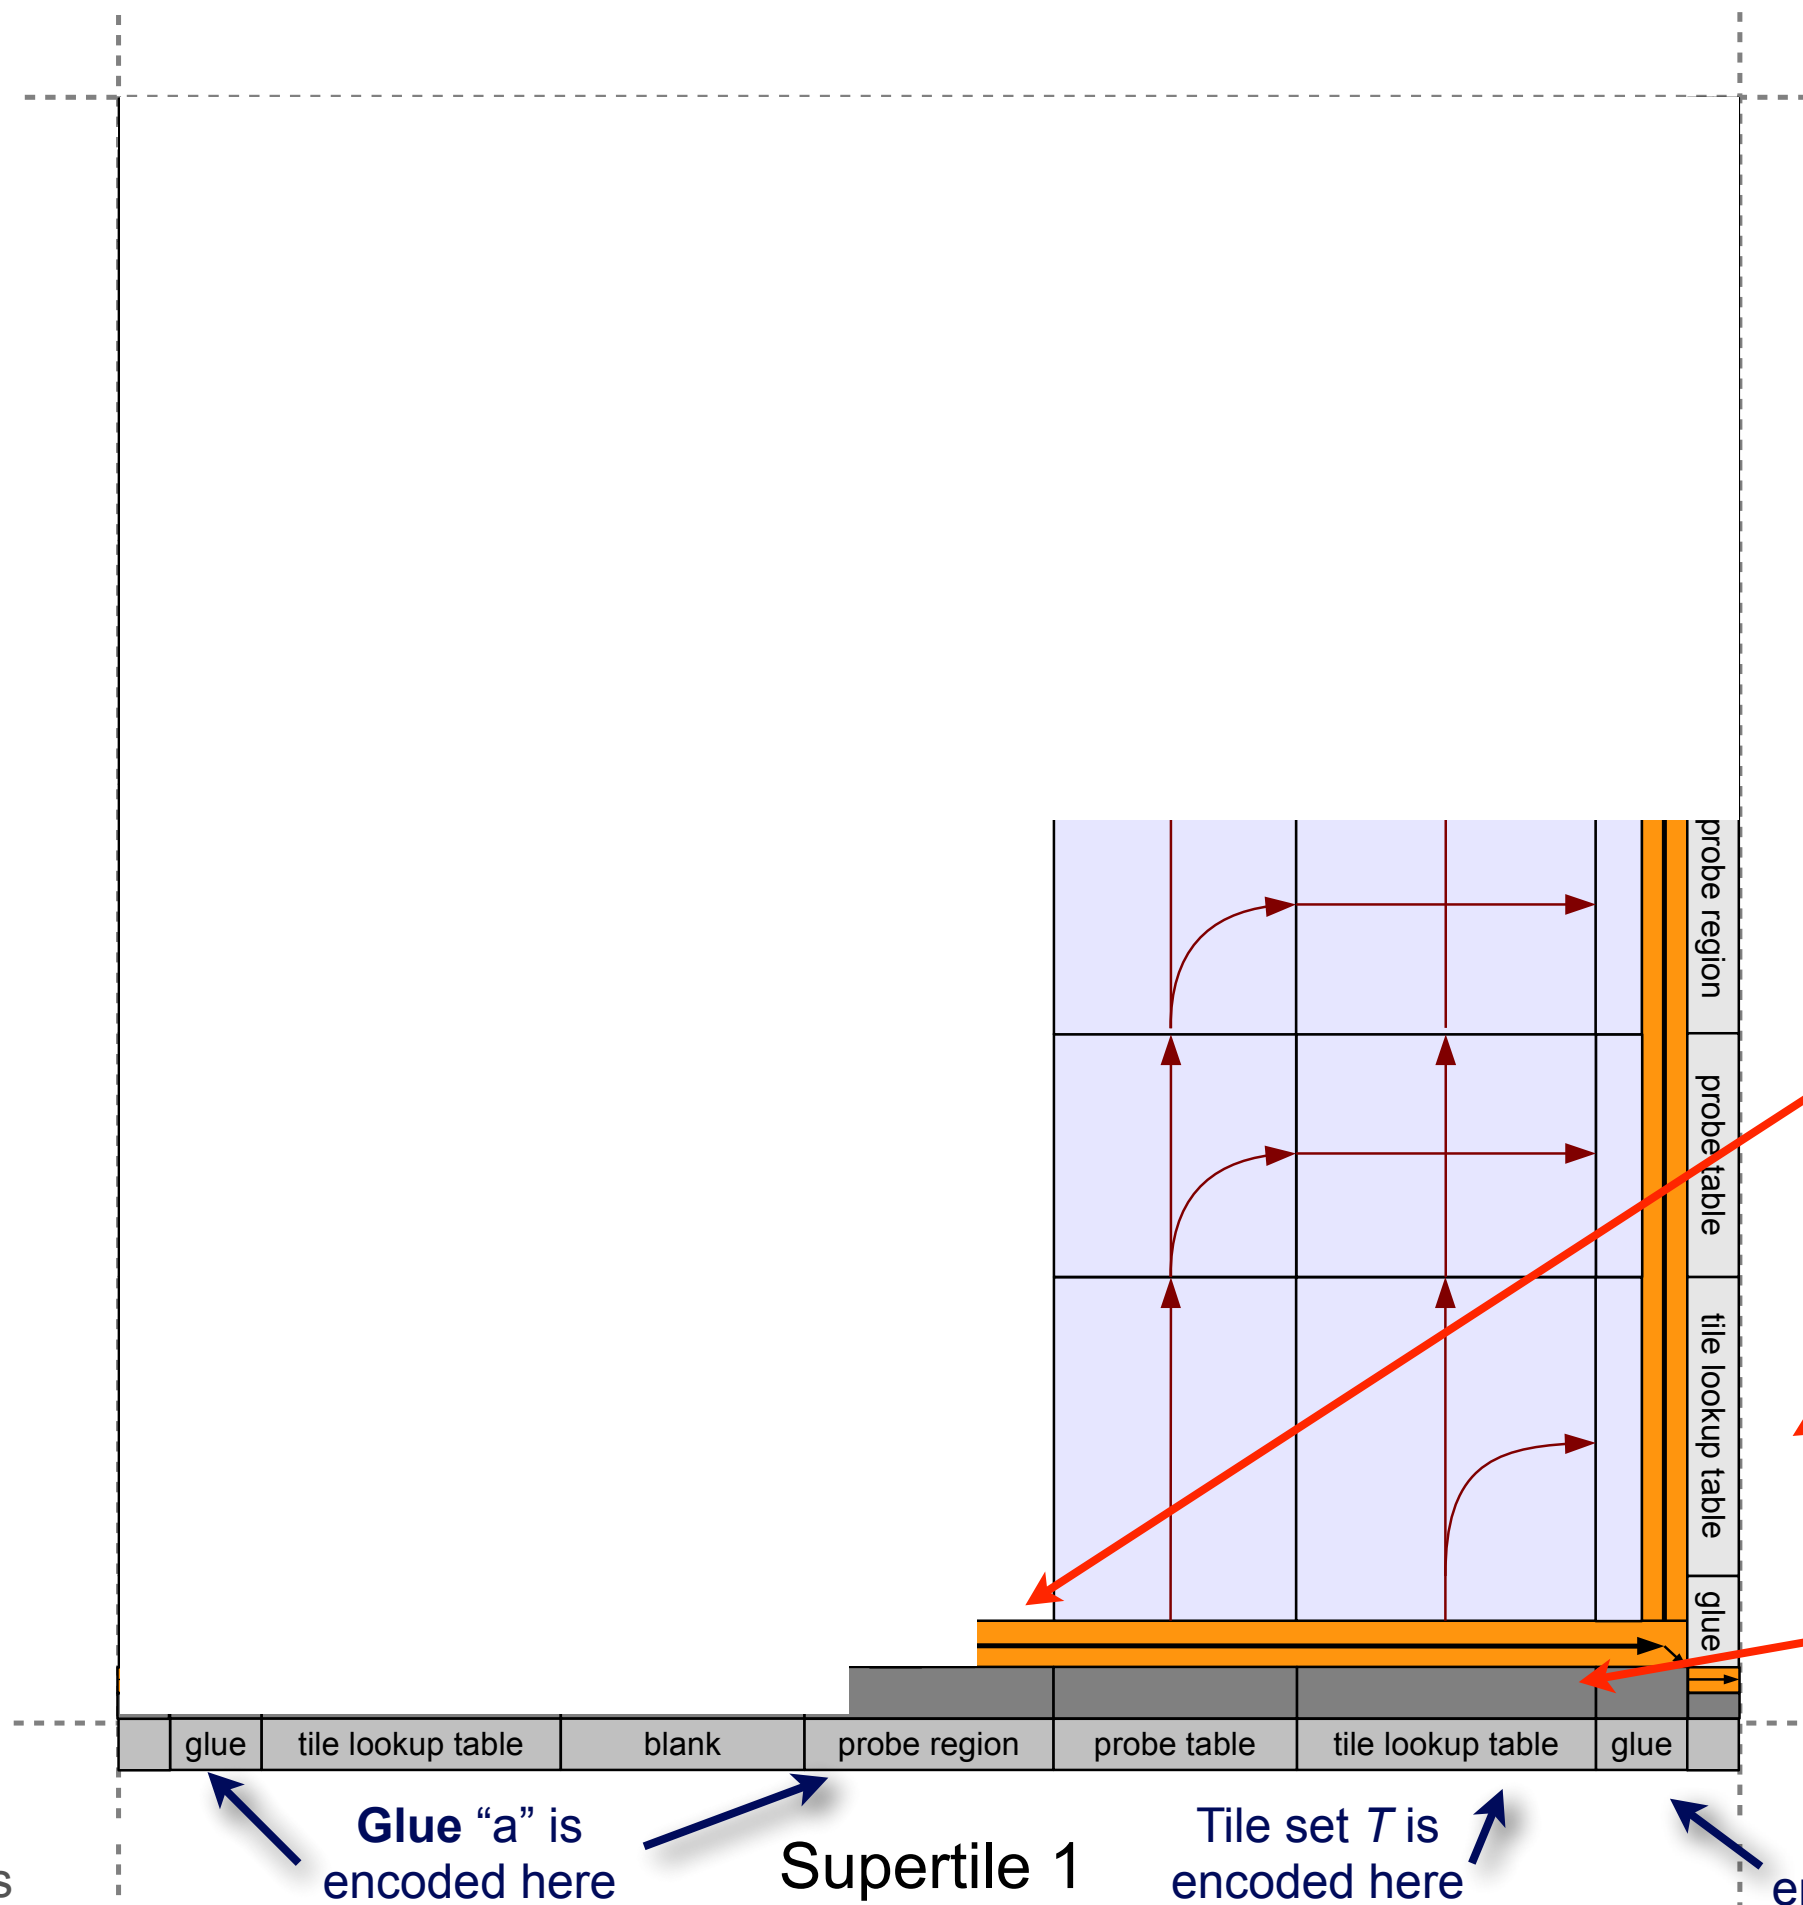 probe region
probe table
tile lookup table
glue
glue
tile lookup table
blank
probe region
probe table
tile lookup table
glue
Glue “a” is
encoded here
Supertile 1
Tile set T is
encoded here
s